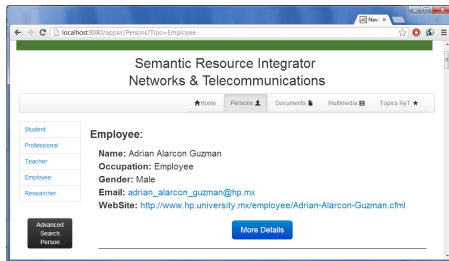 Navi
localhost:8080/appsir/Persons?Tipo=Employee
Semantic Resource Integrator
Networks & Telecommunications
Home Persons Documents Multimedia Topics RyT
Student
Professional
Teacher
Employee
Researcher
Advanced
Search
Person
Employee:
Name: Adrian Alarcon Guzman
Occupation: Employee
Gender: Male
Email: adrian_alarcon_guzman@hp.mx
WebSite: http://www.hp.university.mx/employee/Adrian-Alarcon-Guzman.cfml
More Details